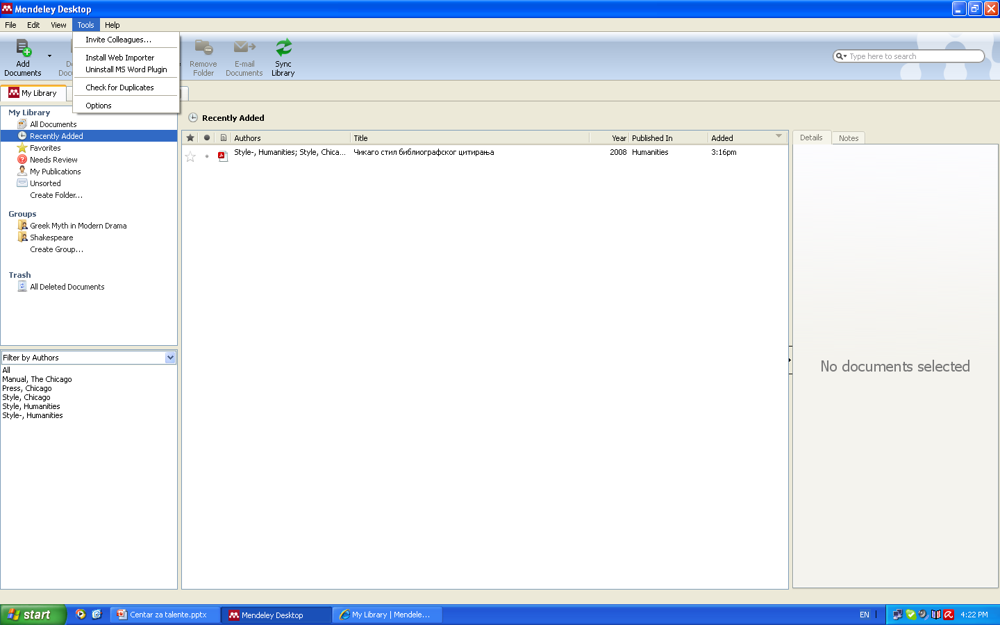 Mendeley Desktop
File Edit View Tools Help
Invite Colleagues...
Install Web Importer
Uninstall MS Word Plugin
Check for Duplicates
Options
Add Documents
Remove Folder
E-mail Documents
Sync Library
Type here to search
My Library
My Library
All Documents
Recently Added
Favorites
Needs Review
My Publications
Unsorted
Create Folder...
Groups
Greek Myth in Modern Drama
Shakespeare
Create Group...
Trash
All Deleted Documents
Filter by Authors
All
Manual, The Chicago
Press, Chicago
Style, Chicago
Style, Humanities
Style-, Humanities
Recently Added
Authors Title Year Published In Added
Style-, Humanities; Style, Chica... Чикаго стил библиографског цитирања 2008 Humanities 3:16pm
Details Notes
No documents selected
start
Centar za talente.pptx
Mendeley Desktop
My Library | Mendele...
EN
4:22 PM